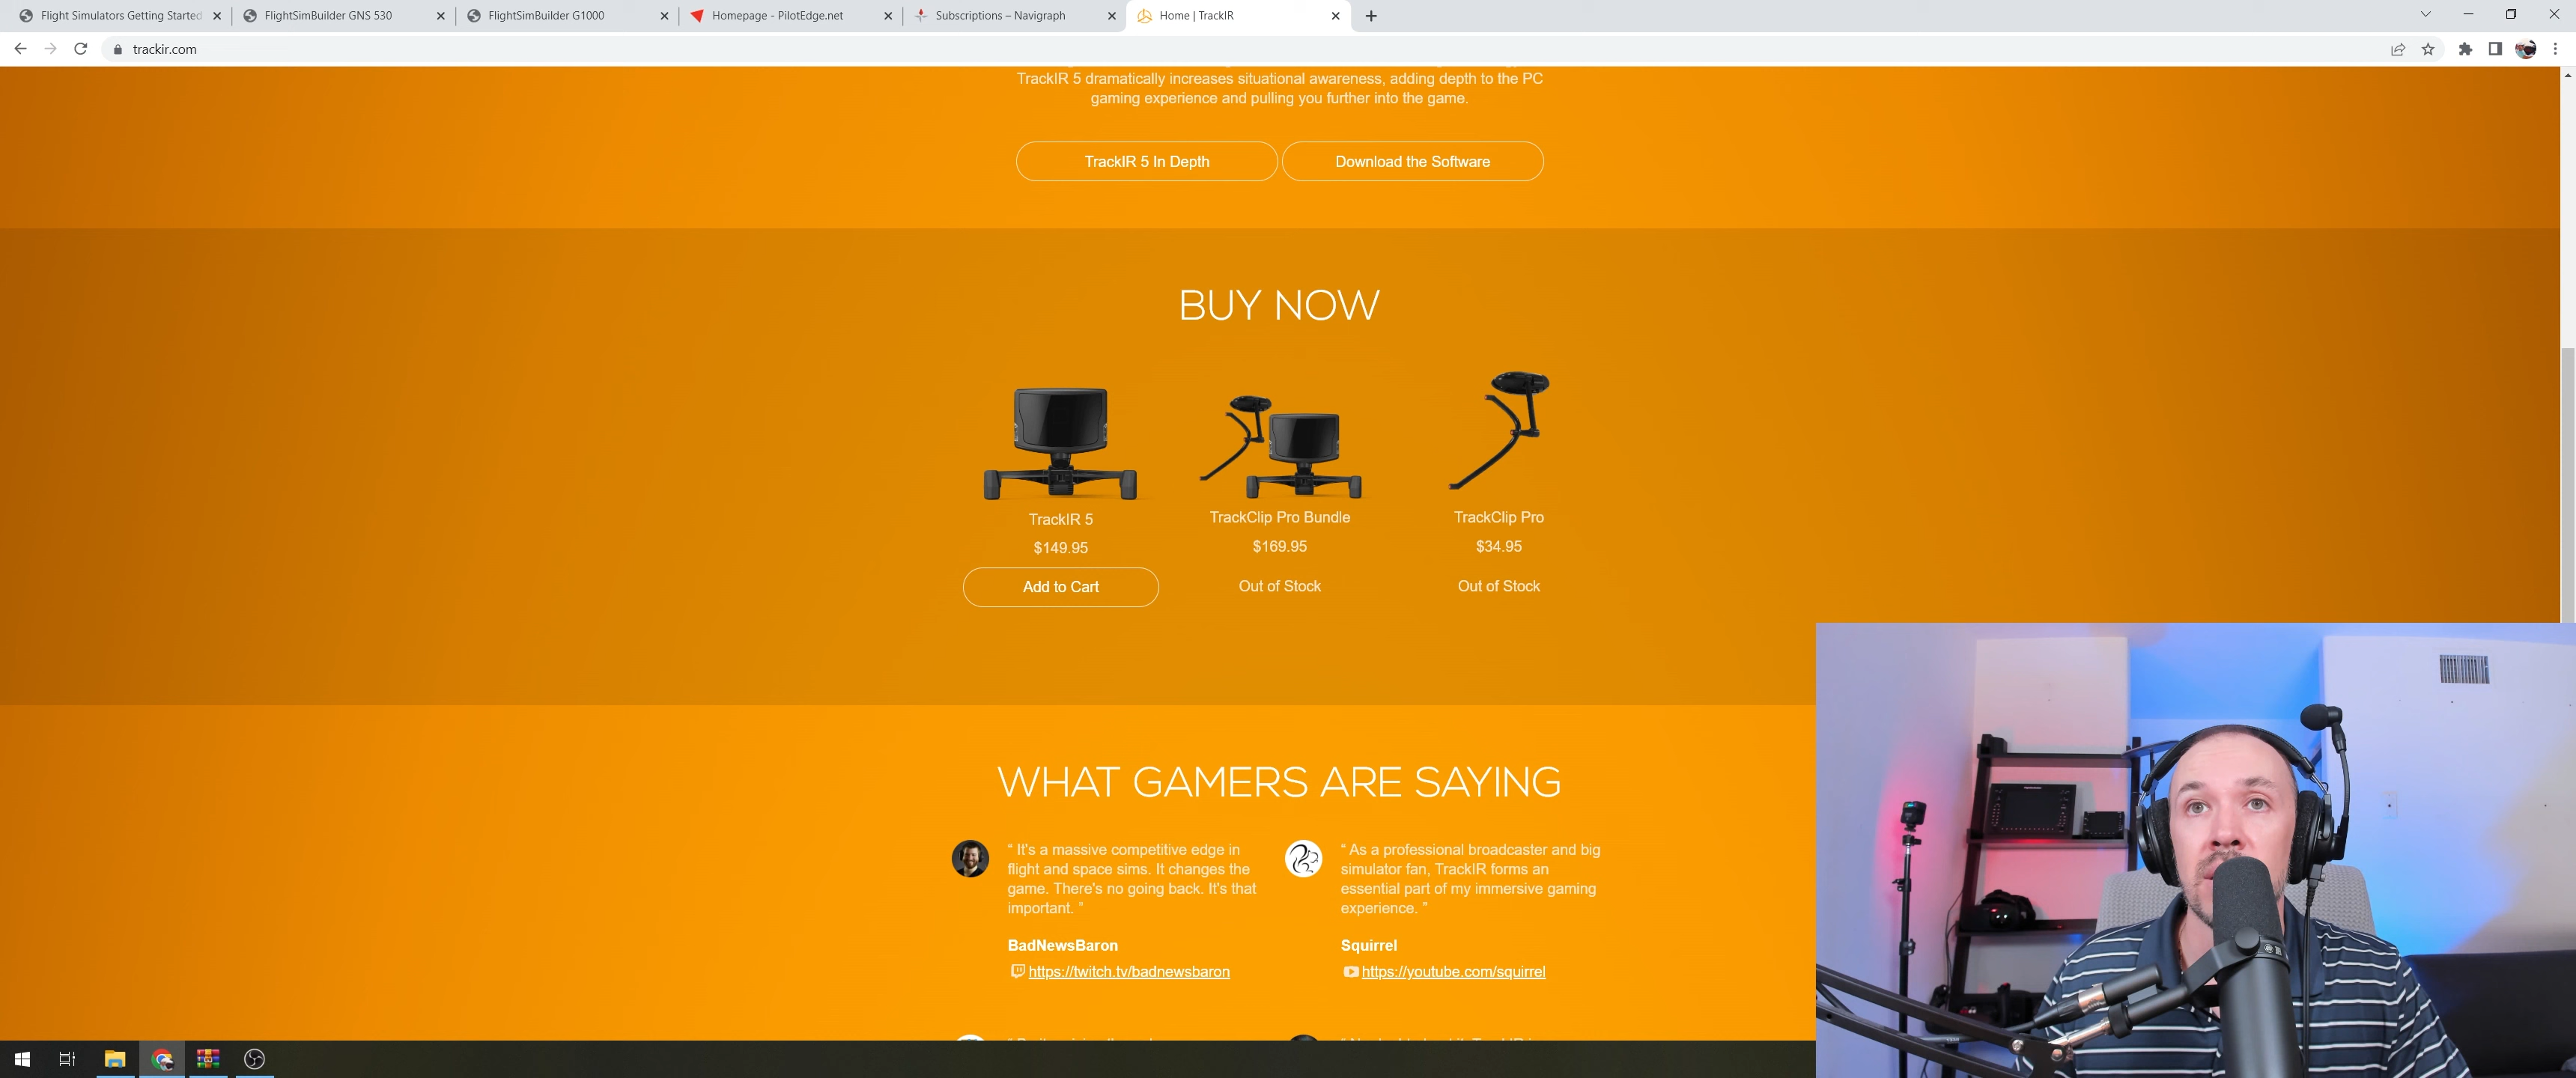 Flight Simulators Getting Started
FlightSimBuilder GNS 530
FlightSimBuilder G1000
Homepage - PilotEdge.net
Subscriptions – Navigraph
Home | TrackIR
trackir.com
TrackIR 5 dramatically increases situational awareness, adding depth to the PC
gaming experience and pulling you further into the game.
TrackIR 5 In Depth
Download the Software
BUY NOW
TrackIR 5
$149.95
Add to Cart
TrackClip Pro Bundle
$169.95
Out of Stock
TrackClip Pro
$34.95
Out of Stock
WHAT GAMERS ARE SAYING
“ It's a massive competitive edge in
flight and space sims. It changes the
game. There's no going back. It's that
important. ”
BadNewsBaron
https://twitch.tv/badnewsbaron
“ As a professional broadcaster and big
simulator fan, TrackIR forms an
essential part of my immersive gaming
experience. ”
Squirrel
https://youtube.com/squirrel